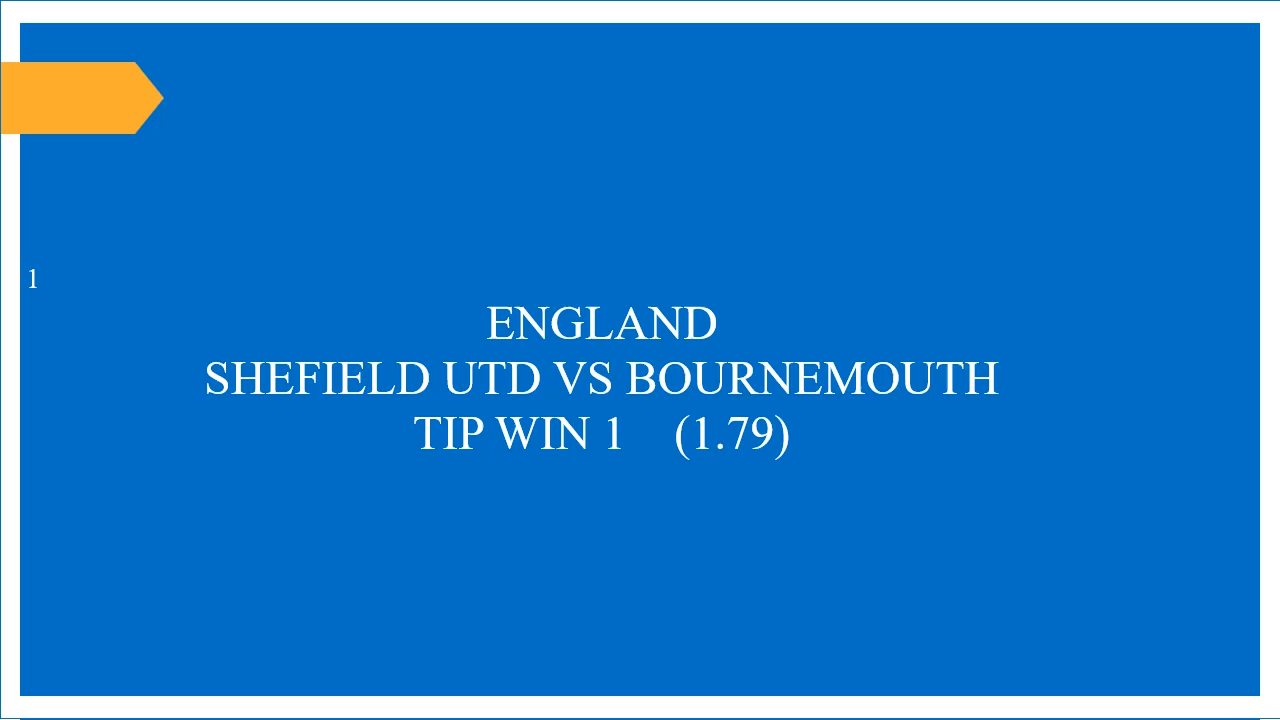 1
ENGLAND
SHEFIELD UTD VS BOURNEMOUTH
TIP WIN 1 (1.79)